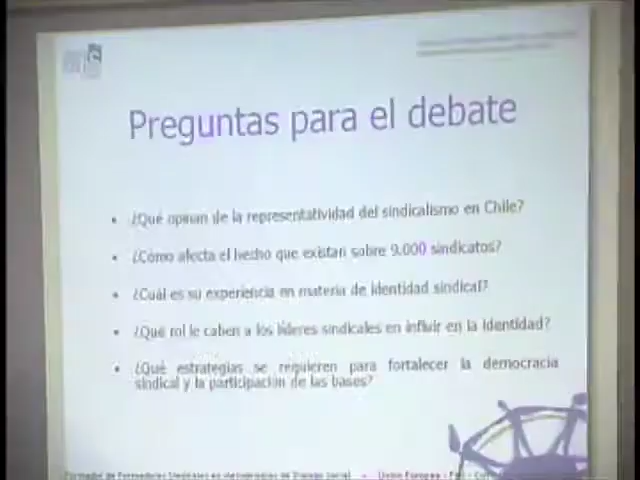 Preguntas para el debate
• ¿Qué opinan de la representatividad del sindicalismo en Chile?
• ¿Cómo afecta el hecho que existan sobre 9.000 sindicatos?
• ¿Cuál es su experiencia en materia de identidad sindical?
• ¿Qué rol le caben a los líderes sindicales en influir en la Identidad?
• ¿Qué estrategias se requieren para fortalecer la democracia
sindical y la participación de las bases?